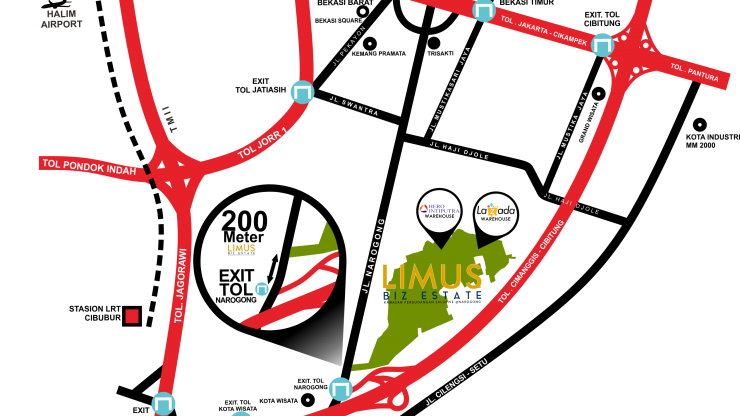 HALIM
AIRPORT
BEKASI BARAT
BEKASI SQUARE
KEMANG PRAMATA
TRISAKTI
BEKASI TIMUR
TOL . JAKARTA - CIKAMPEK
EXIT. TOL
CIBITUNG
TOL . PANTURA
JL. PEKAYON
EXIT
TOL JATIASIH
JL. SWANTRA
JL. MUSTIKASARI JAYA
GRAND WISATA
JL. MUSTIKA JAYA
KOTA INDUSTRI
MM 2000
TMII
TOL JORR 1
JL. HAJI DJOLE
TOL PONDOK INDAH
JL. HAJI DJOLE
HERO
INTIPUTRA
WAREHOUSE
Lazada
WAREHOUSE
200
Meter
LIMUS
BIZ ESTATE
EXIT
TOL
NAROGONG
JL. NAROGONG
TOL. JAGORAWI
LIMUS
BIZ ESTATE
TOL . CIMANGGIS - CIBITUNG
STASION LRT
CIBUBUR
JL. CILENGSI - SETU
EXIT. TOL
NAROGONG
KOTA WISATA
EXIT. TOL
KOTA WISATA
EXIT